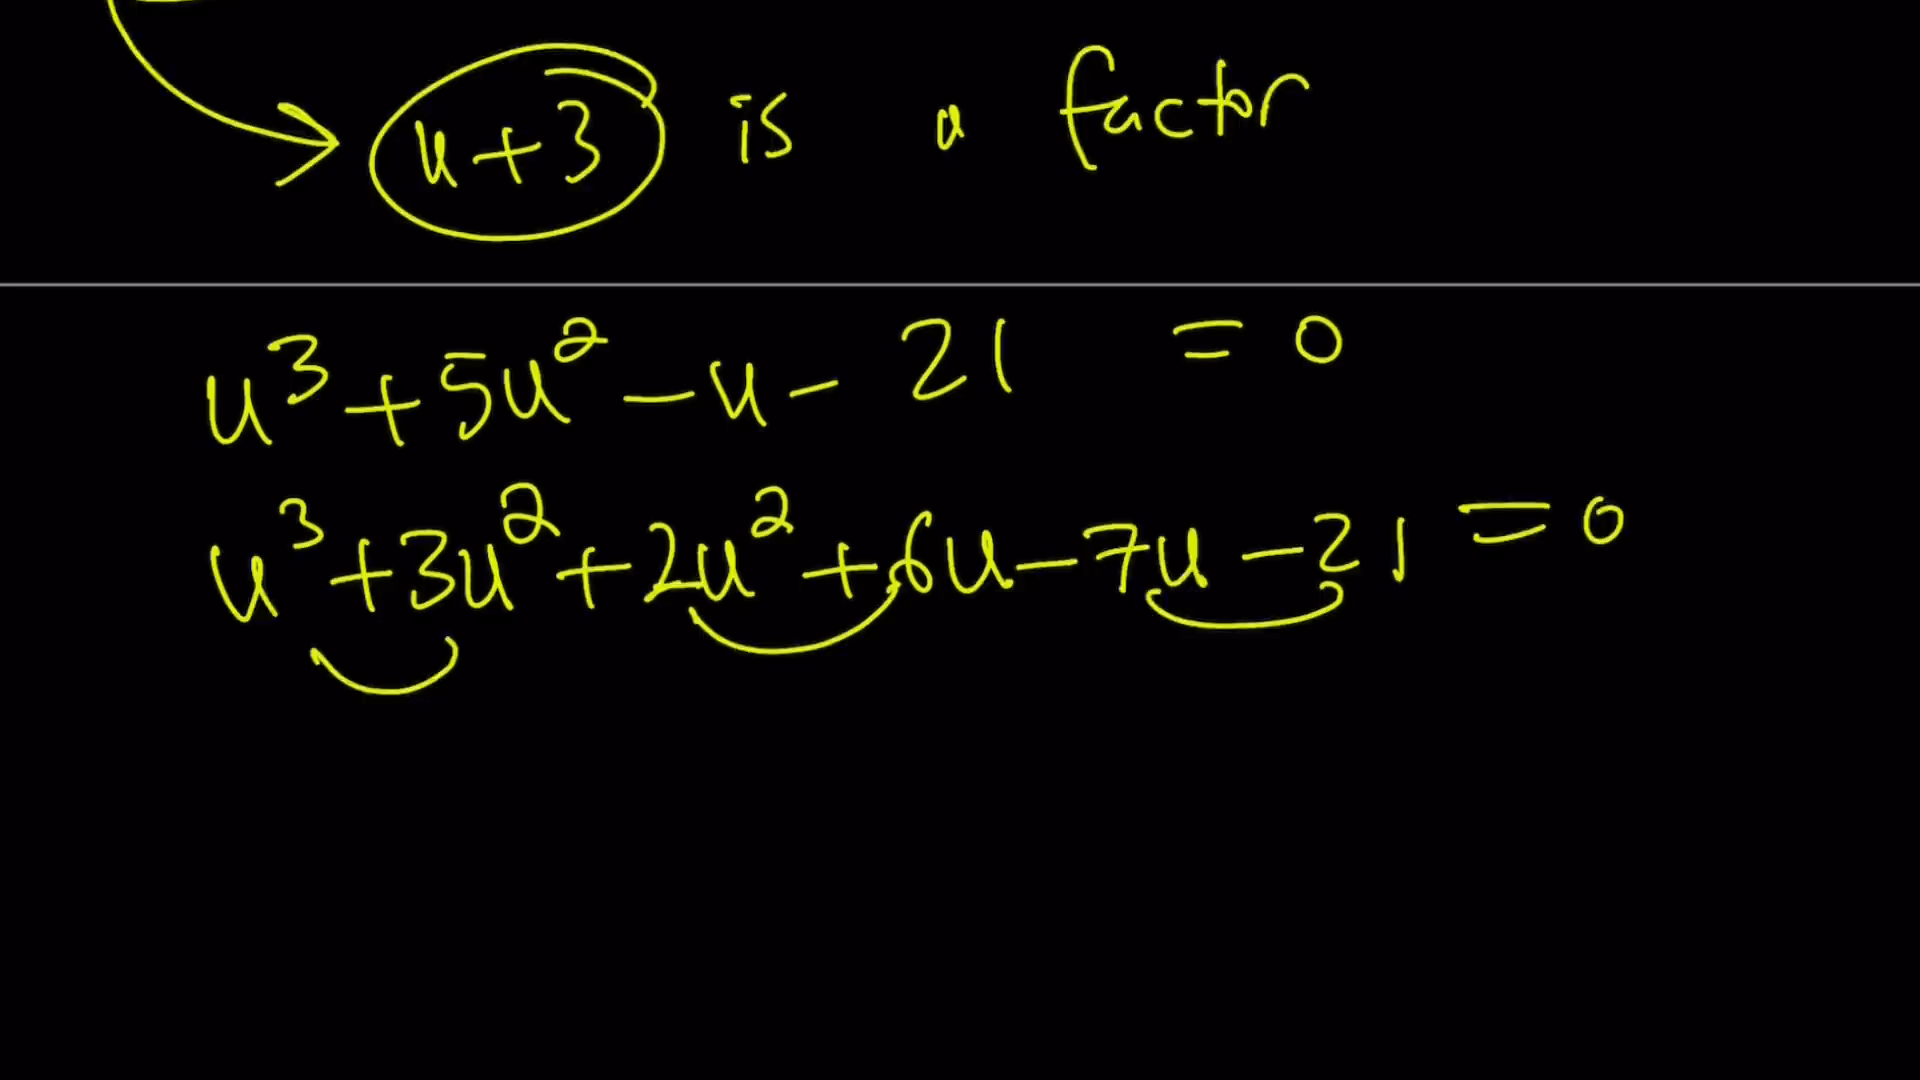 u+3 is a factor
u³+5u²-u-21 = 0
u³+3u²+2u²+6u-7u-21=0